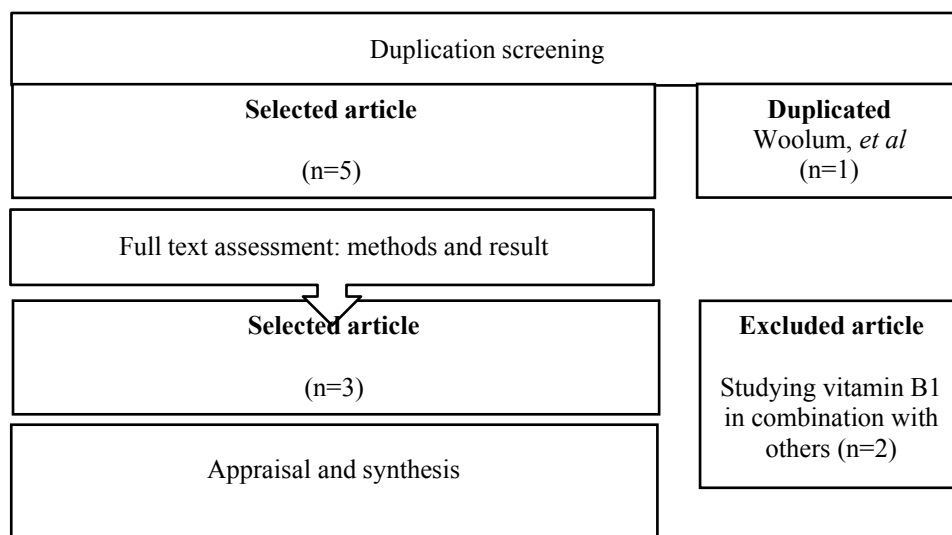 Duplication screening
Selected article
(n=5)
Duplicated
Woolum, et al
(n=1)
Full text assessment: methods and result
Selected article
(n=3)
Excluded article
Studying vitamin B1
in combination with
others (n=2)
Appraisal and synthesis